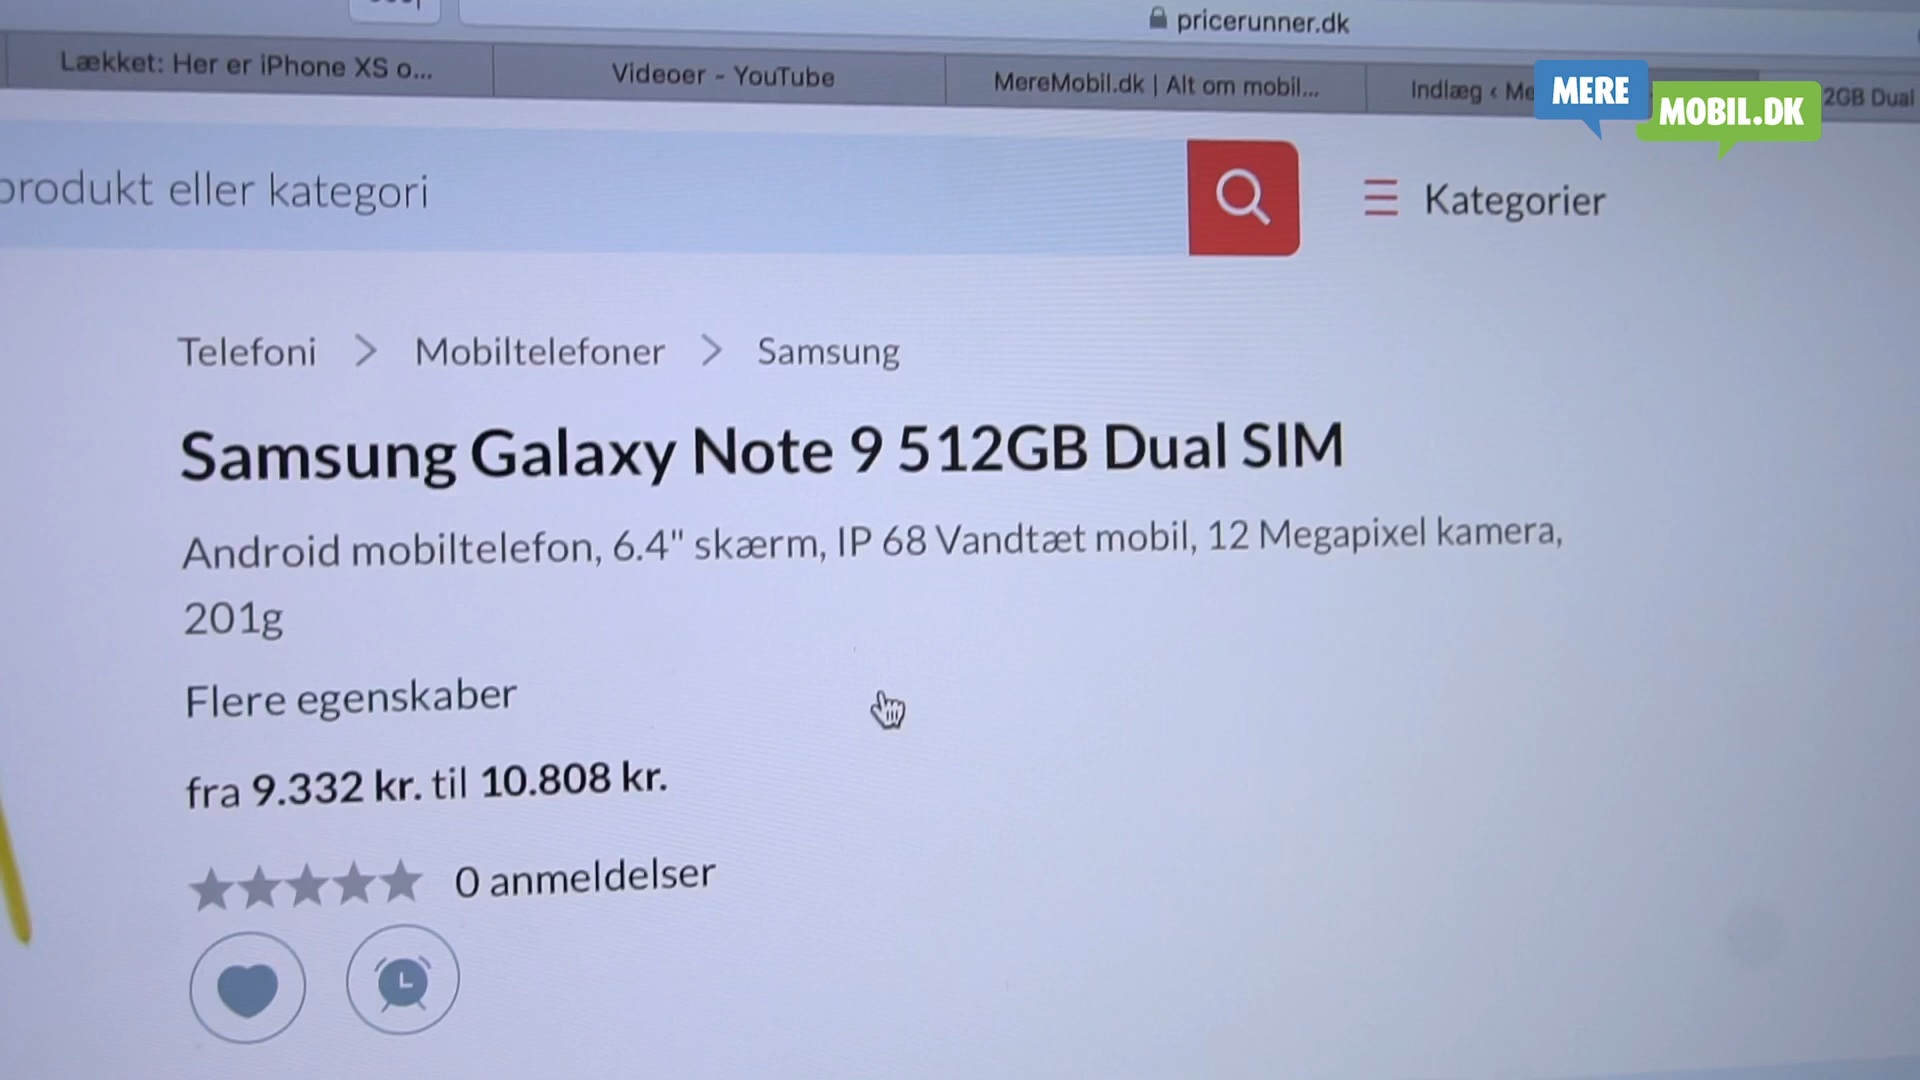 pricerunner.dk
Lækket: Her er iPhone XS o...
Videoer - YouTube
MereMobil.dk | Alt om mobil...
Indlæg ‹ Me
2GB Dual
MERE
MOBIL.DK
produkt eller kategori
Kategorier
Telefoni > Mobiltelefoner > Samsung
Samsung Galaxy Note 9 512GB Dual SIM
Android mobiltelefon, 6.4" skærm, IP 68 Vandtæt mobil, 12 Megapixel kamera,
201g
Flere egenskaber
fra 9.332 kr. til 10.808 kr.
0 anmeldelser